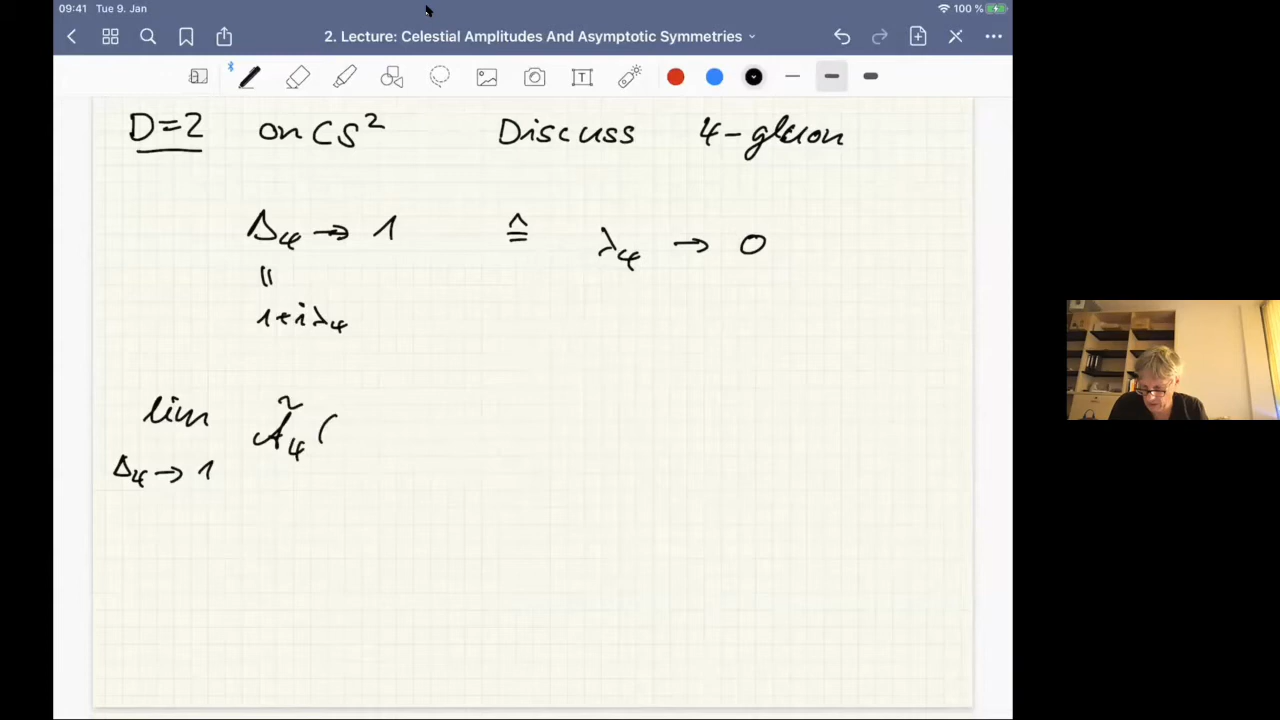 09:41 Tue 9. Jan 100 %
2. Lecture: Celestial Amplitudes And Asymptotic Symmetries
D=2 on CS² Discuss 4-gluon
Δ₄ → 1 ≙ λ₄ → 0
||
1+iλ₄
lim Ã₄ (
Δ₄ → 1